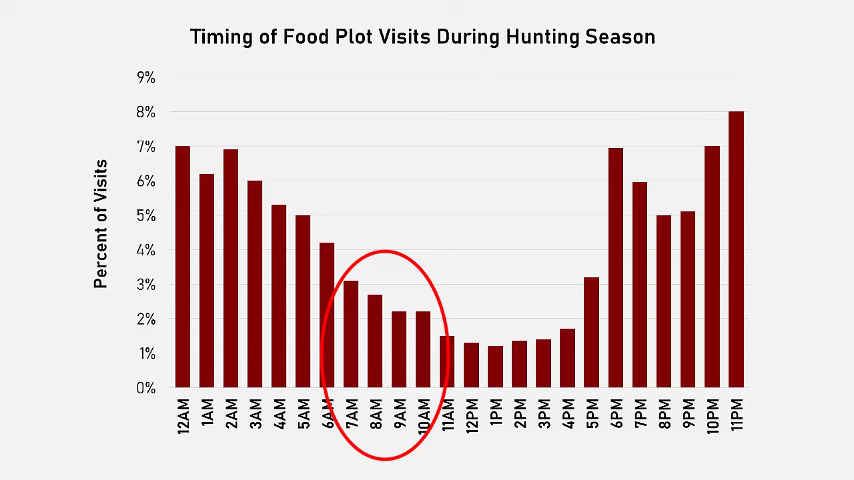 Timing of Food Plot Visits During Hunting Season
9%
8%
7%
6%
5%
4%
3%
2%
1%
0%
Percent of Visits
12AM
1AM
2AM
3AM
4AM
5AM
6AM
7AM
8AM
9AM
10AM
11AM
12PM
1PM
2PM
3PM
4PM
5PM
6PM
7PM
8PM
9PM
10PM
11PM